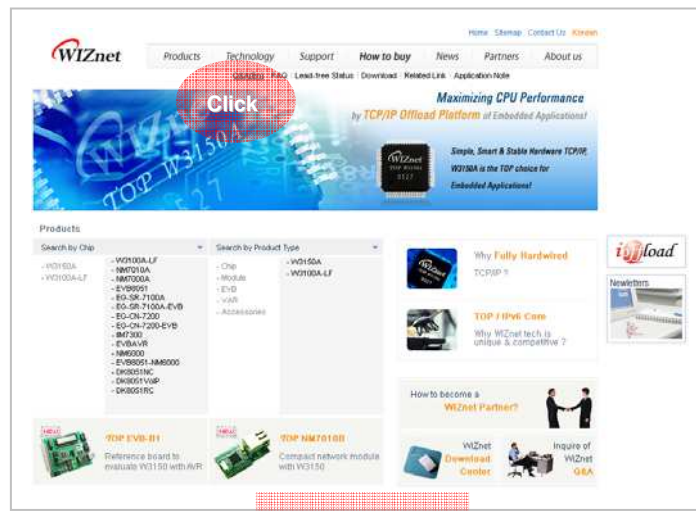 Home Sitemap Contact Us Korean
WIZnet
Products Technology Support How to buy News Partners About us
FAQ Lead-free Status Download Related Link Application Note
Click
Maximizing CPU Performance
by TCP/IP Offload Platform of Embedded Applications!
TOP W3150A
8527
WIZnet
Simple, Smart & Stable Hardware TCP/IP,
W3150A is the TOP choice for
Embedded Applications!
Products
Search by Chip
- W3150A
- W3100A-LF
- W3100A-LF
- NM7010A
- NM7000A
- EVB8051
- EG-SR-7100A
- EG-SR-7100A-EVB
- EG-CN-7200
- EG-CN-7200-EVB
- IIM7300
- EVBAVR
- NM6000
- EVB8051-NM6000
- DK8051NC
- DK8051VoIP
- DK8051RC
Search by Product Type
- Chip
- Module
- EVB
- VAR
- Accessories
- W3150A
- W3100A-LF
WIZnet
Why Fully Hardwired
TCP/IP ?
TOP / IPv6 Core
Why WIZnet tech is
unique & competitive ?
ioffload
Newletters
How to become a
WIZnet Partner?
NEW
TOP EVB-B1
Reference board to
evaluate W3150 with AVR
NEW
TOP NM7010B
Compact network module
with W3150
WIZnet
Download
Center
Inquire of
WIZnet
Q&A